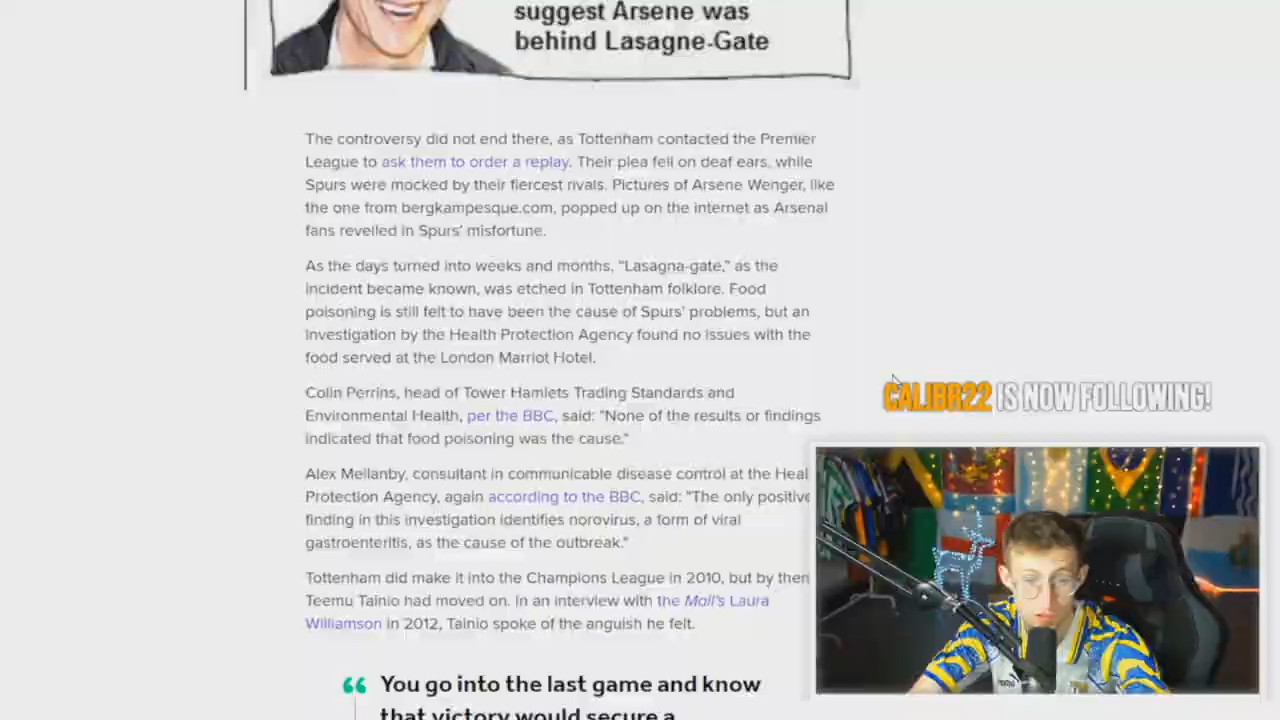 suggest Arsene was
behind Lasagne-Gate
The controversy did not end there, as Tottenham contacted the Premier
League to ask them to order a replay. Their plea fell on deaf ears, while
Spurs were mocked by their fiercest rivals. Pictures of Arsene Wenger, like
the one from bergkampesque.com, popped up on the internet as Arsenal
fans revelled in Spurs’ misfortune.
As the days turned into weeks and months, “Lasagna-gate,” as the
incident became known, was etched in Tottenham folklore. Food
poisoning is still felt to have been the cause of Spurs’ problems, but an
investigation by the Health Protection Agency found no issues with the
food served at the London Marriot Hotel.
Colin Perrins, head of Tower Hamlets Trading Standards and
Environmental Health, per the BBC, said: "None of the results or findings
indicated that food poisoning was the cause."
CALIBR22 IS NOW FOLLOWING!
Alex Mellanby, consultant in communicable disease control at the Heal
Protection Agency, again according to the BBC, said: "The only positive
finding in this investigation identifies norovirus, a form of viral
gastroenteritis, as the cause of the outbreak."
Tottenham did make it into the Champions League in 2010, but by then
Teemu Tainio had moved on. In an interview with the Mail’s Laura
Williamson in 2012, Tainio spoke of the anguish he felt.
“ You go into the last game and know
that victory would secure a